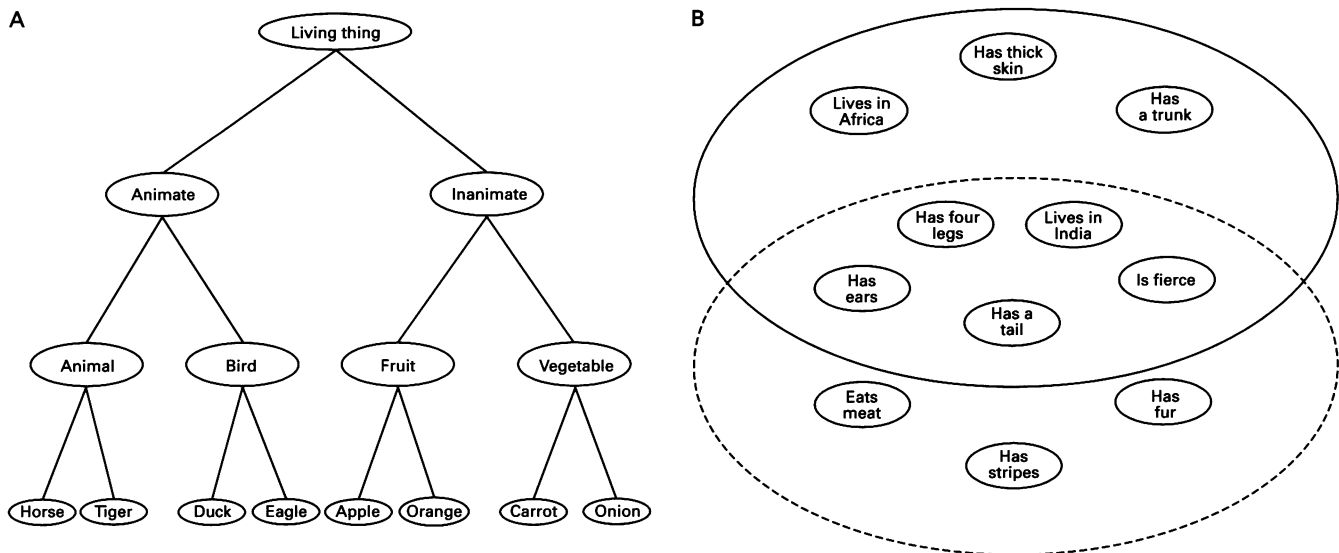 A
Living thing
Animate
Inanimate
Animal
Bird
Fruit
Vegetable
Horse
Tiger
Duck
Eagle
Apple
Orange
Carrot
Onion
B
Has thick
skin
Lives in
Africa
Has
a trunk
Has four
legs
Lives in
India
Has
ears
Is fierce
Has a
tail
Eats
meat
Has
fur
Has
stripes